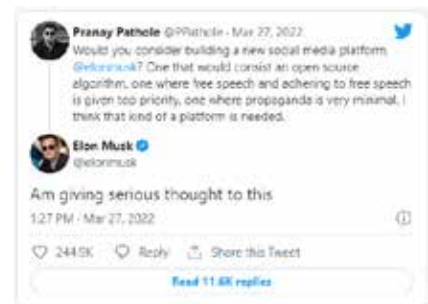 Pranay Pathole @PPathole · Mar 27, 2022
Would you consider building a new social media platform,
@elonmusk? One that would consist an open source
algorithm, one where free speech and adhering to free speech
is given top priority, one where propaganda is very minimal. I
think that kind of a platform is needed.
Elon Musk
@elonmusk
Am giving serious thought to this
1:27 PM · Mar 27, 2022
244.9K Reply Share this Tweet
Read 11.6K replies